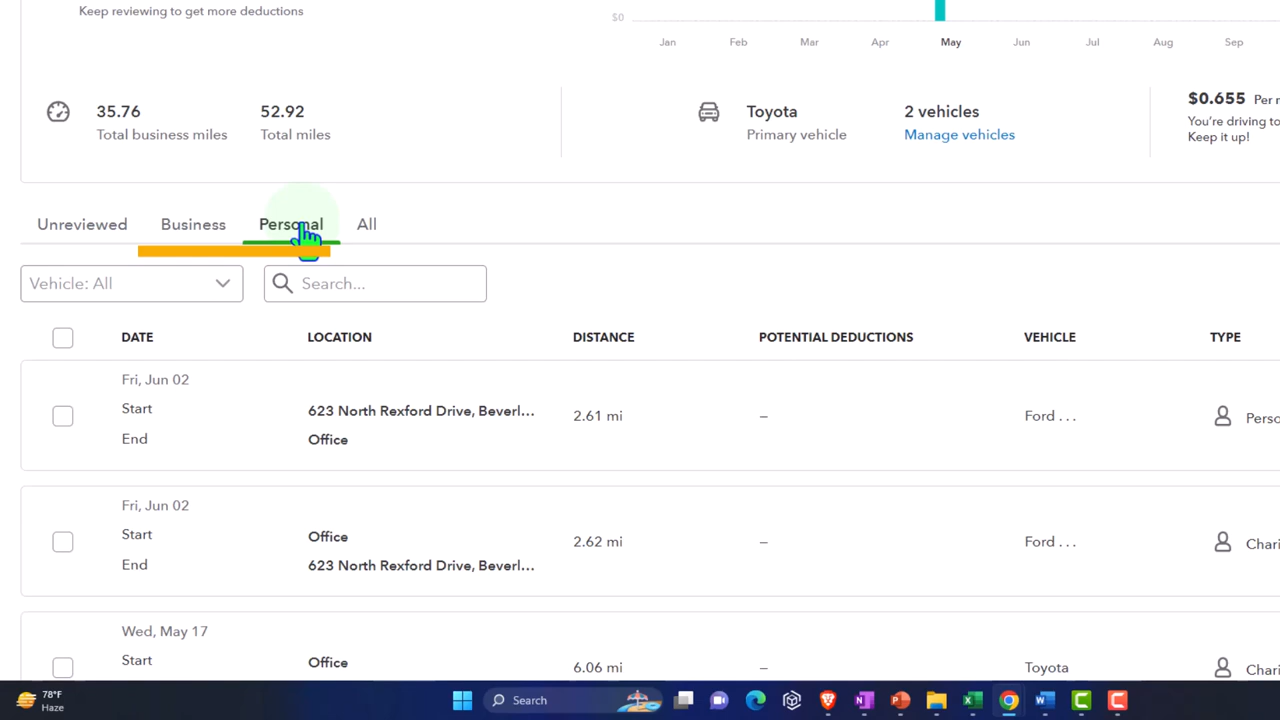 Keep reviewing to get more deductions
$0
Jan Feb Mar Apr May Jun Jul Aug Sep
35.76 52.92 Toyota 2 vehicles $0.655 Per
Total business miles Total miles Primary vehicle Manage vehicles You're driving to
Keep it up!
Unreviewed Business Personal All
Vehicle: All Search...
DATE LOCATION DISTANCE POTENTIAL DEDUCTIONS VEHICLE TYPE
Fri, Jun 02
Start 623 North Rexford Drive, Beverl...
2.61 mi – Ford . . . Perso
End Office
Fri, Jun 02
Start Office
2.62 mi – Ford . . . Chari
End 623 North Rexford Drive, Beverl...
Wed, May 17
Start Office
6.06 mi – Toyota Chari
78°F
Haze
Search